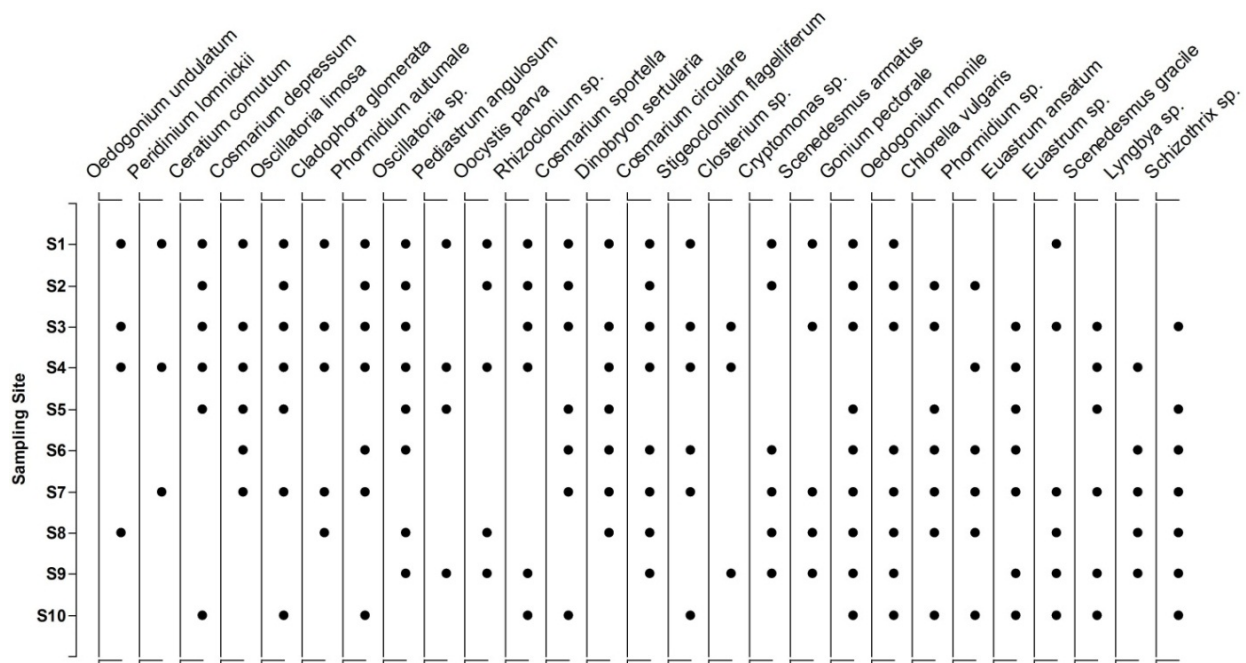 Oedogonium undulatum
Peridinium lomnickii
Ceratium cornutum
Cosmarium depressum
Oscillatoria limosa
Cladophora glomerata
Phormidium autumale
Oscillatoria sp.
Pediastrum angulosum
Oocystis parva
Rhizoclonium sp.
Cosmarium sportella
Dinobryon sertularia
Cosmarium circulare
Stigeoclonium flagelliferum
Closterium sp.
Cryptomonas sp.
Scenedesmus armatus
Gonium pectorale
Oedogonium monile
Chlorella vulgaris
Phormidium sp.
Euastrum ansatum
Euastrum sp.
Scenedesmus gracile
Lyngbya sp.
Schizothrix sp.
Sampling Site
S1
S2
S3
S4
S5
S6
S7
S8
S9
S10